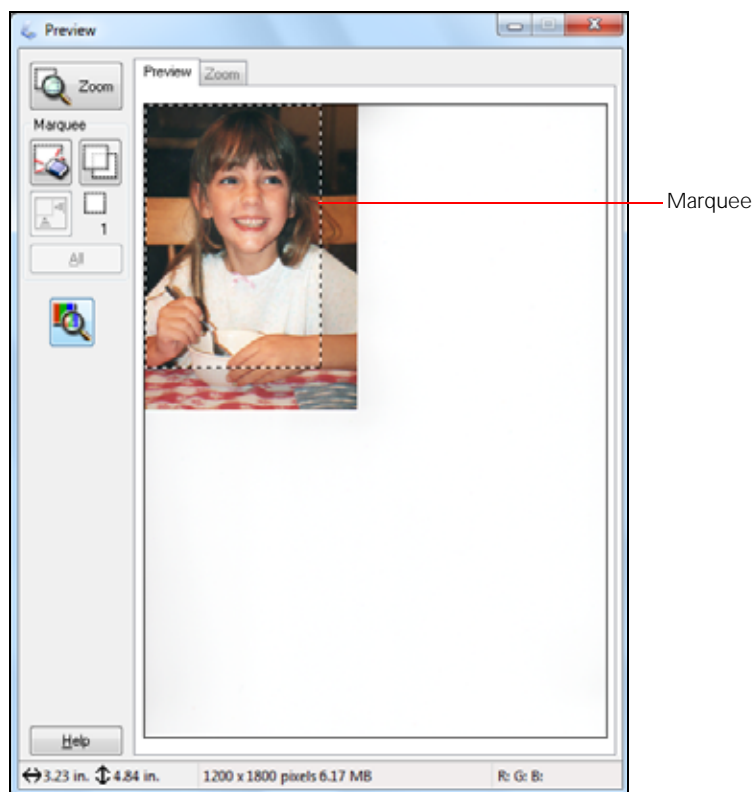 Preview
Zoom
Preview
Zoom
Marquee
1
All
Help
3.23 in. 4.84 in.
1200 x 1800 pixels 6.17 MB
R: G: B:
Marquee